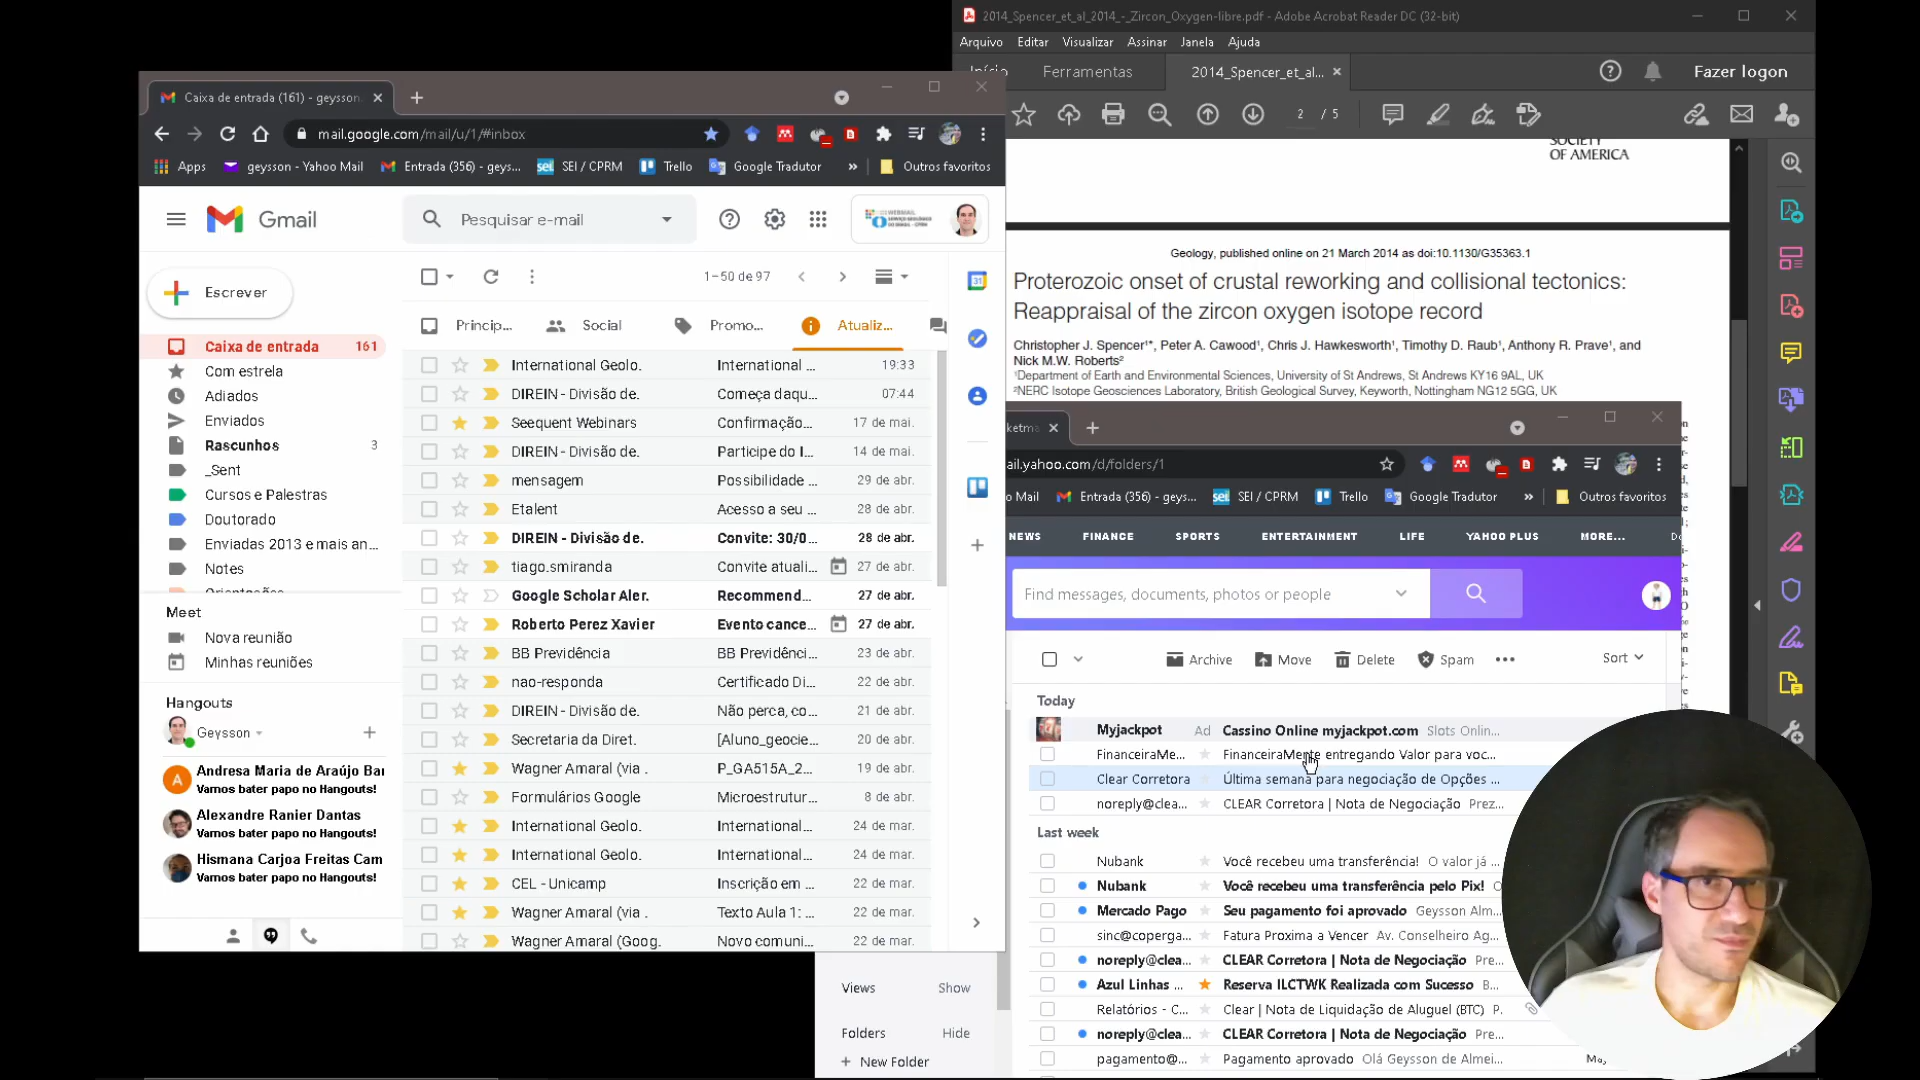 2014_Spencer_et_al_2014_-_Zircon_Oxygen-libre.pdf - Adobe Acrobat Reader DC (32-bit)
Arquivo Editar Visualizar Assinar Janela Ajuda
Início Ferramentas 2014_Spencer_et_al... × Fazer logon
2 / 5
SOCIETY
OF AMERICA
Geology, published online on 21 March 2014 as doi:10.1130/G35363.1
Proterozoic onset of crustal reworking and collisional tectonics:
Reappraisal of the zircon oxygen isotope record
Christopher J. Spencer¹*, Peter A. Cawood¹, Chris J. Hawkesworth¹, Timothy D. Raub¹, Anthony R. Prave¹, and
Nick M.W. Roberts²
¹Department of Earth and Environmental Sciences, University of St Andrews, St Andrews KY16 9AL, UK
²NERC Isotope Geosciences Laboratory, British Geological Survey, Keyworth, Nottingham NG12 5GG, UK
Caixa de entrada (161) - geysson.
mail.google.com/mail/u/1/#inbox
Apps geysson - Yahoo Mail Entrada (356) - geys... SEI / CPRM Trello Google Tradutor » Outros favoritos
Gmail
Pesquisar e-mail
Escrever
1–50 de 97
Caixa de entrada 161
Com estrela
Adiados
Enviados
Rascunhos 3
_Sent
Cursos e Palestras
Doutorado
Enviadas 2013 e mais an...
Notes
Orientações
Meet
Nova reunião
Minhas reuniões
Hangouts
Geysson
A
Andresa Maria de Araújo Bar
Vamos bater papo no Hangouts!
Alexandre Ranier Dantas
Vamos bater papo no Hangouts!
Hismana Carjoa Freitas Cam
Vamos bater papo no Hangouts!
Princip... Social Promo... Atualiz...
International Geolo. International ... 19:33
DIREIN - Divisão de. Começa daqu... 07:44
Seequent Webinars Confirmação... 17 de mai.
DIREIN - Divisão de. Participe do I... 14 de mai.
mensagem Possibilidade ... 29 de abr.
Etalent Acesso a seu ... 28 de abr.
DIREIN - Divisão de. Convite: 30/0... 28 de abr.
tiago.smiranda Convite atuali... 27 de abr.
Google Scholar Aler. Recommend... 27 de abr.
Roberto Perez Xavier Evento cance... 27 de abr.
BB Previdência BB Previdênci... 23 de abr.
nao-responda Certificado Di... 22 de abr.
DIREIN - Divisão de. Não perca, co... 21 de abr.
Secretaria da Diret. [Aluno_geocie... 20 de abr.
Wagner Amaral (via . P_GA515A_2... 19 de abr.
Formulários Google Microestrutur... 8 de abr.
International Geolo. International... 24 de mar.
International Geolo. International... 24 de mar.
CEL - Unicamp Inscrição em ... 22 de mar.
Wagner Amaral (via . Texto Aula 1: ... 22 de mar.
Wagner Amaral (Goog. Novo comuni... 22 de mar.
31
ketma
ail.yahoo.com/d/folders/1
o Mail Entrada (356) - geys... SEI / CPRM Trello Google Tradutor » Outros favoritos
NEWS FINANCE SPORTS ENTERTAINMENT LIFE YAHOO PLUS MORE...
Find messages, documents, photos or people
Archive Move Delete Spam ••• Sort
Today
Myjackpot Ad Cassino Online myjackpot.com Slots Onlin...
FinanceiraMe... FinanceiraMente entregando Valor para voc...
Clear Corretora Última semana para negociação de Opções ...
noreply@clea... CLEAR Corretora | Nota de Negociação Prez...
Last week
Nubank Você recebeu uma transferência! O valor já ...
Nubank Você recebeu uma transferência pelo Pix!
Mercado Pago Seu pagamento foi aprovado Geysson Alm...
sinc@coperga... Fatura Proxima a Vencer Av. Conselheiro Ag...
noreply@clea... CLEAR Corretora | Nota de Negociação Pre...
Azul Linhas ... Reserva ILCTWK Realizada com Sucesso B...
Relatórios - C... Clear | Nota de Liquidação de Aluguel (BTC) P.
noreply@clea... CLEAR Corretora | Nota de Negociação Pre...
pagamento@... Pagamento aprovado Olá Geysson de Almei...
Views Show
Folders Hide
+ New Folder